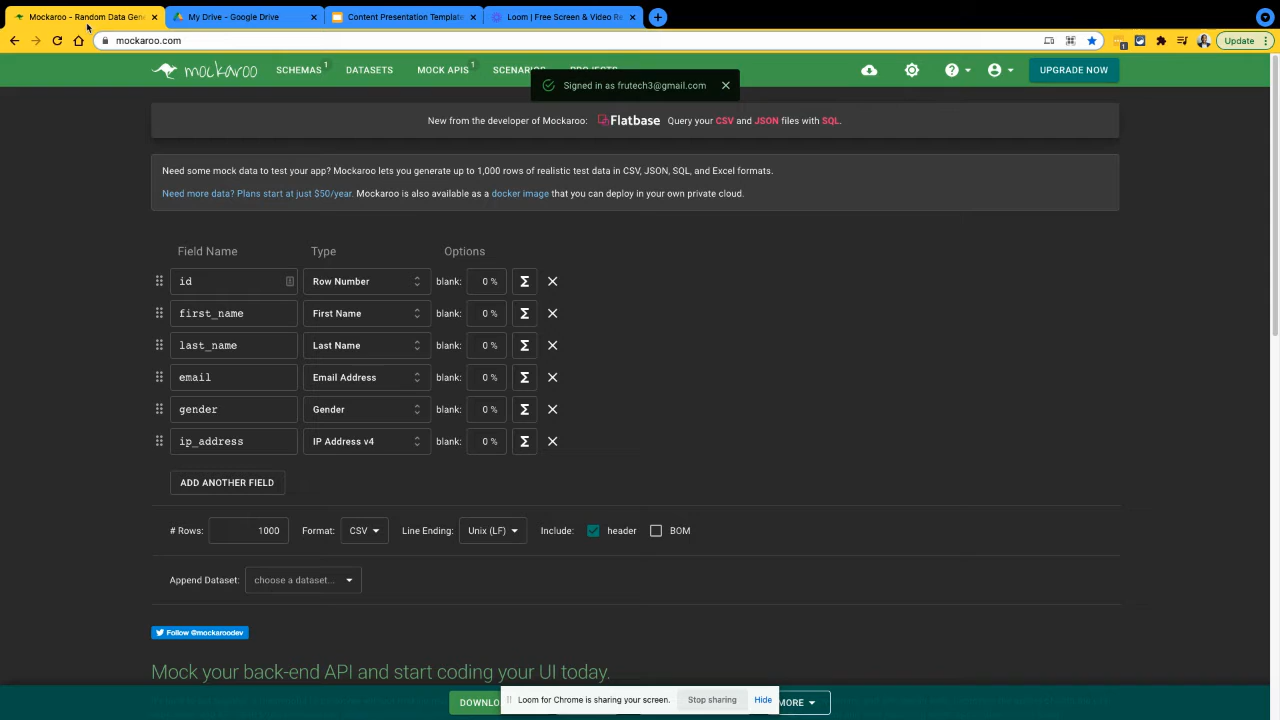 Mockaroo - Random Data Gene
My Drive - Google Drive
Content Presentation Template
Loom | Free Screen & Video Re
mockaroo.com
1
Update
mockaroo
SCHEMAS 1
DATASETS
MOCK APIS 1
SCENARIOS
PROJECTS
UPGRADE NOW
Signed in as frutech3@gmail.com
New from the developer of Mockaroo: Flatbase Query your CSV and JSON files with SQL.
Need some mock data to test your app? Mockaroo lets you generate up to 1,000 rows of realistic test data in CSV, JSON, SQL, and Excel formats.
Need more data? Plans start at just $50/year. Mockaroo is also available as a docker image that you can deploy in your own private cloud.
Field Name Type Options
id Row Number blank: 0 % Σ
first_name First Name blank: 0 % Σ
last_name Last Name blank: 0 % Σ
email Email Address blank: 0 % Σ
gender Gender blank: 0 % Σ
ip_address IP Address v4 blank: 0 % Σ
ADD ANOTHER FIELD
# Rows: 1000 Format: CSV Line Ending: Unix (LF) Include: header BOM
Append Dataset: choose a dataset...
Follow @mockaroodev
Mock your back-end API and start coding your UI today.
DOWNLO
Loom for Chrome is sharing your screen. Stop sharing Hide
MORE